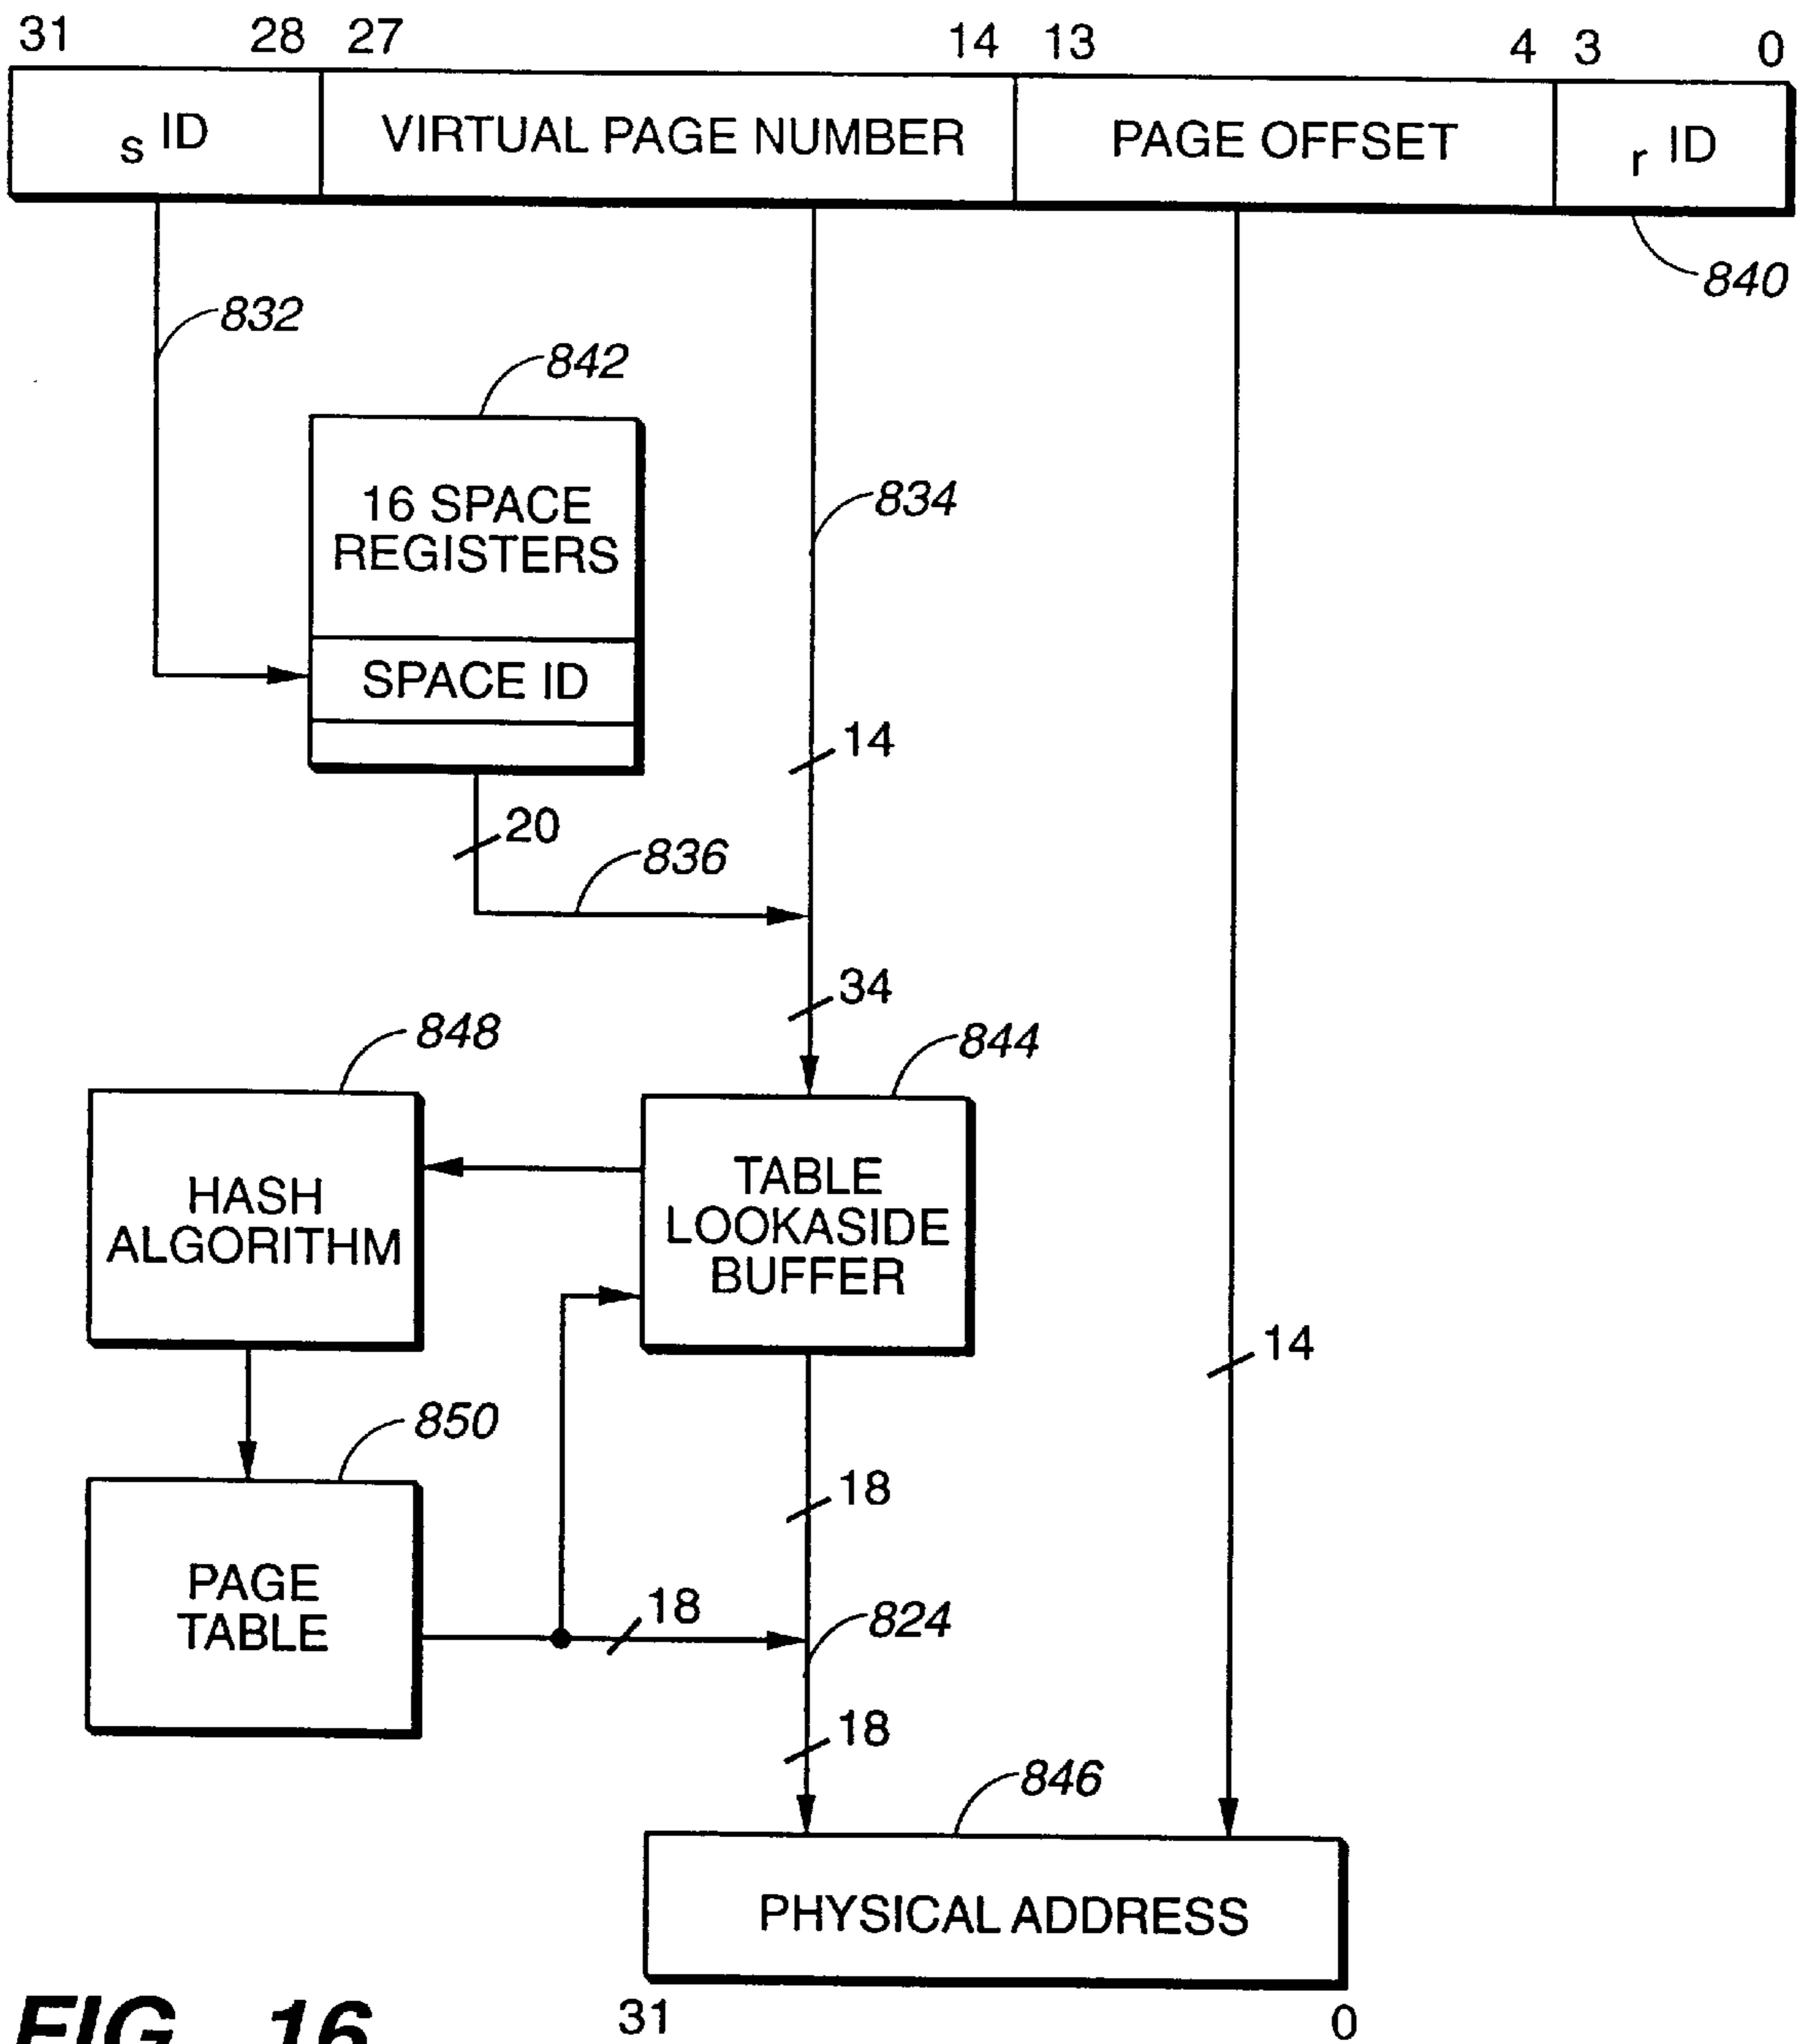 31 28 27 14 13 4 3 0
s ID VIRTUAL PAGE NUMBER PAGE OFFSET r ID
840
832
842
16 SPACE
REGISTERS
834
SPACE ID
14
20
836
34
848
844
HASH
ALGORITHM
TABLE
LOOKASIDE
BUFFER
14
850
18
PAGE
TABLE
18
824
18
846
PHYSICAL ADDRESS
31 0
FIG. 16